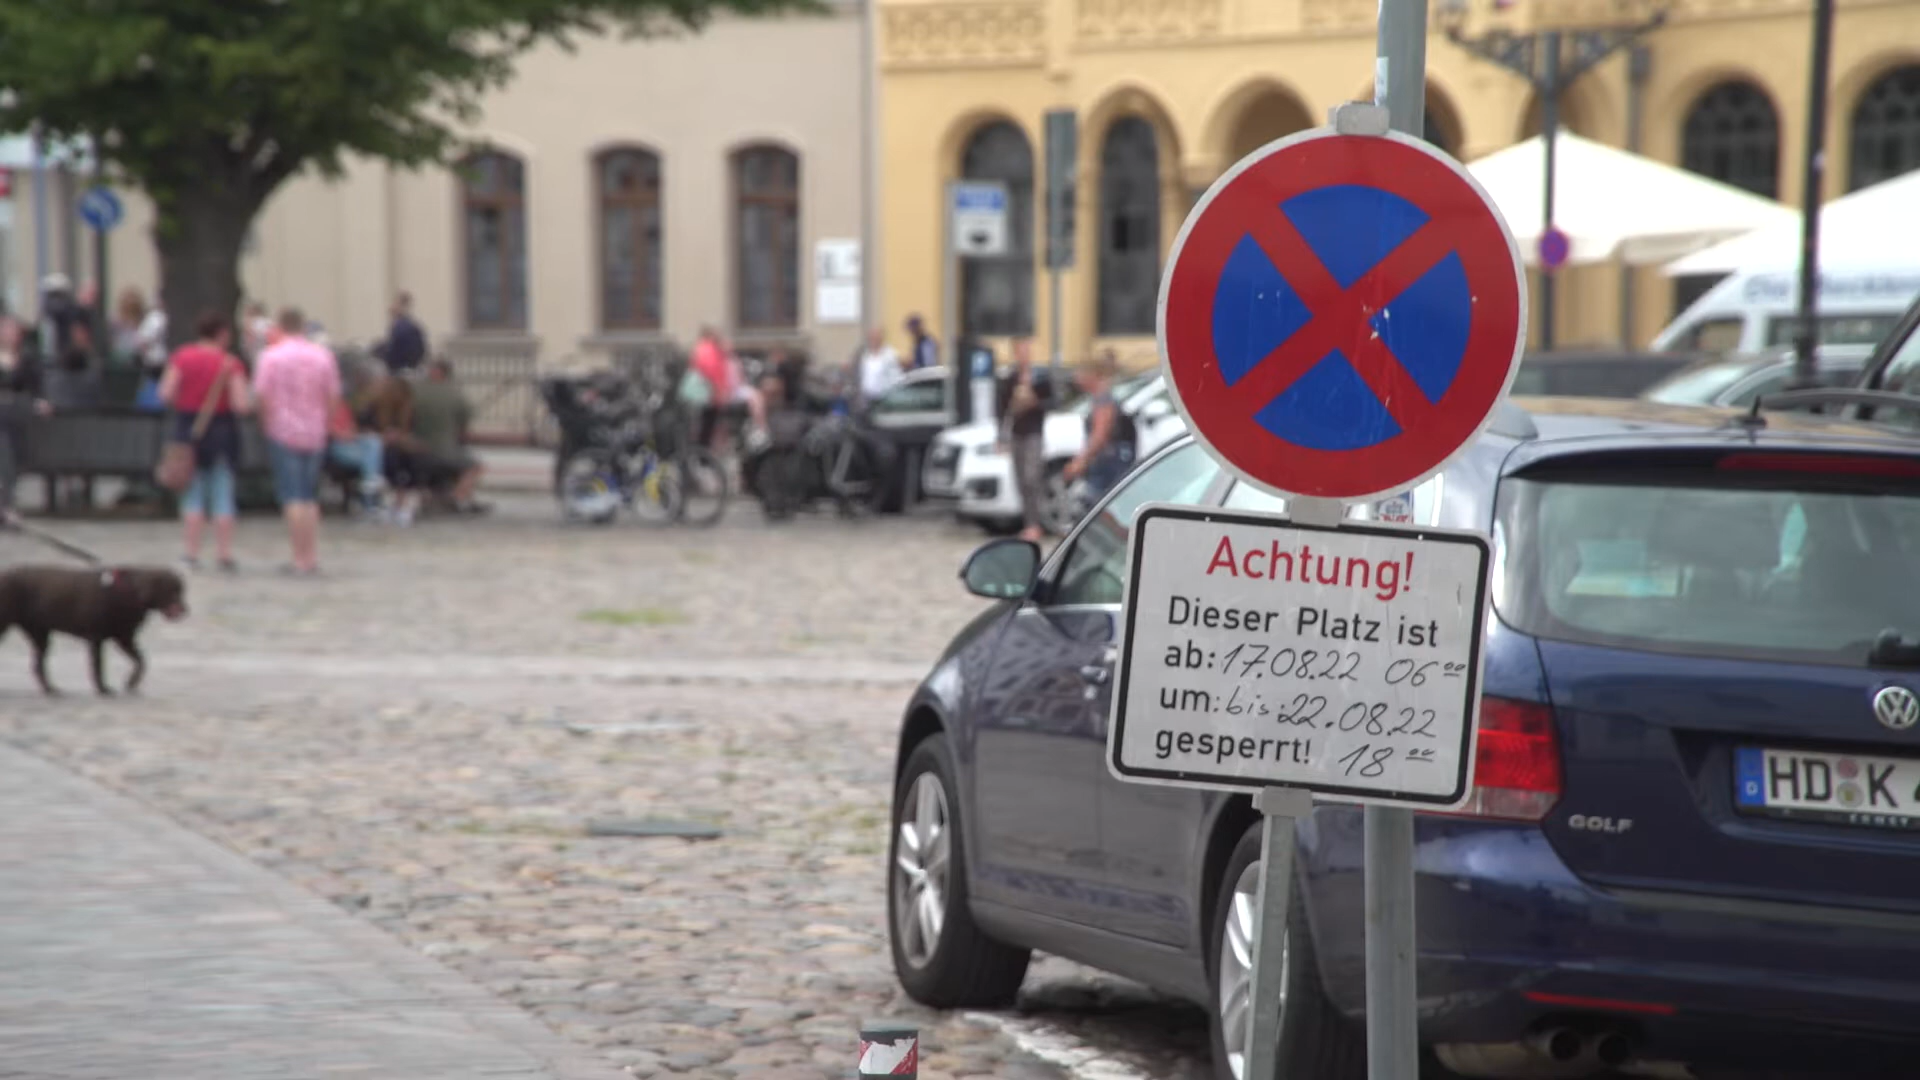 Achtung!
Dieser Platz ist
ab: 17.08.22 06⁰⁰
um: bis: 22.08.22
gesperrt! 18⁰⁰
GOLF
D HD K